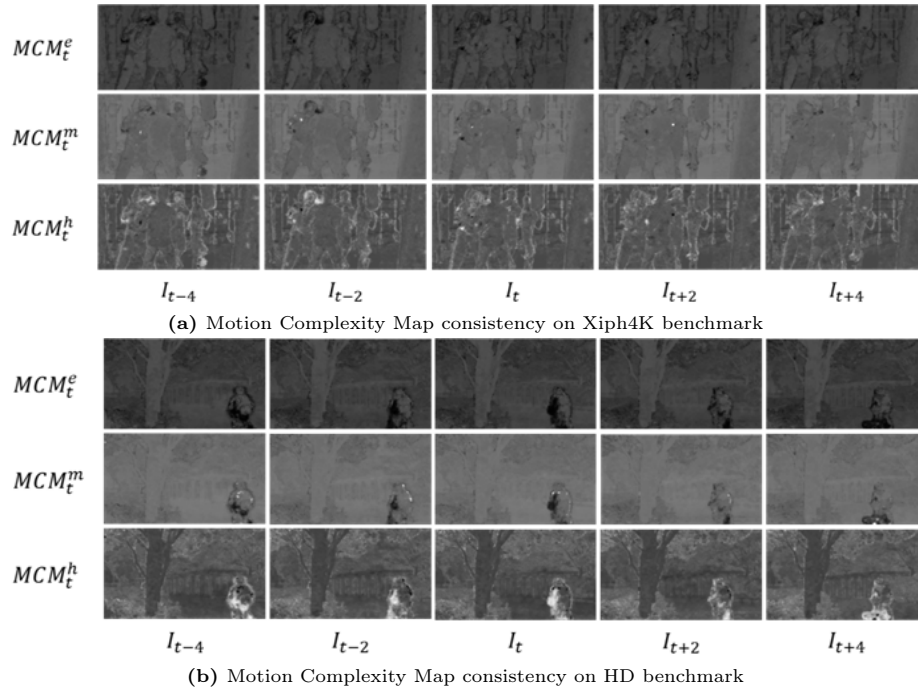 MCM_t^e
MCM_t^m
MCM_t^h
I_{t-4} I_{t-2} I_t I_{t+2} I_{t+4}
(a) Motion Complexity Map consistency on Xiph4K benchmark
MCM_t^e
MCM_t^m
MCM_t^h
I_{t-4} I_{t-2} I_t I_{t+2} I_{t+4}
(b) Motion Complexity Map consistency on HD benchmark